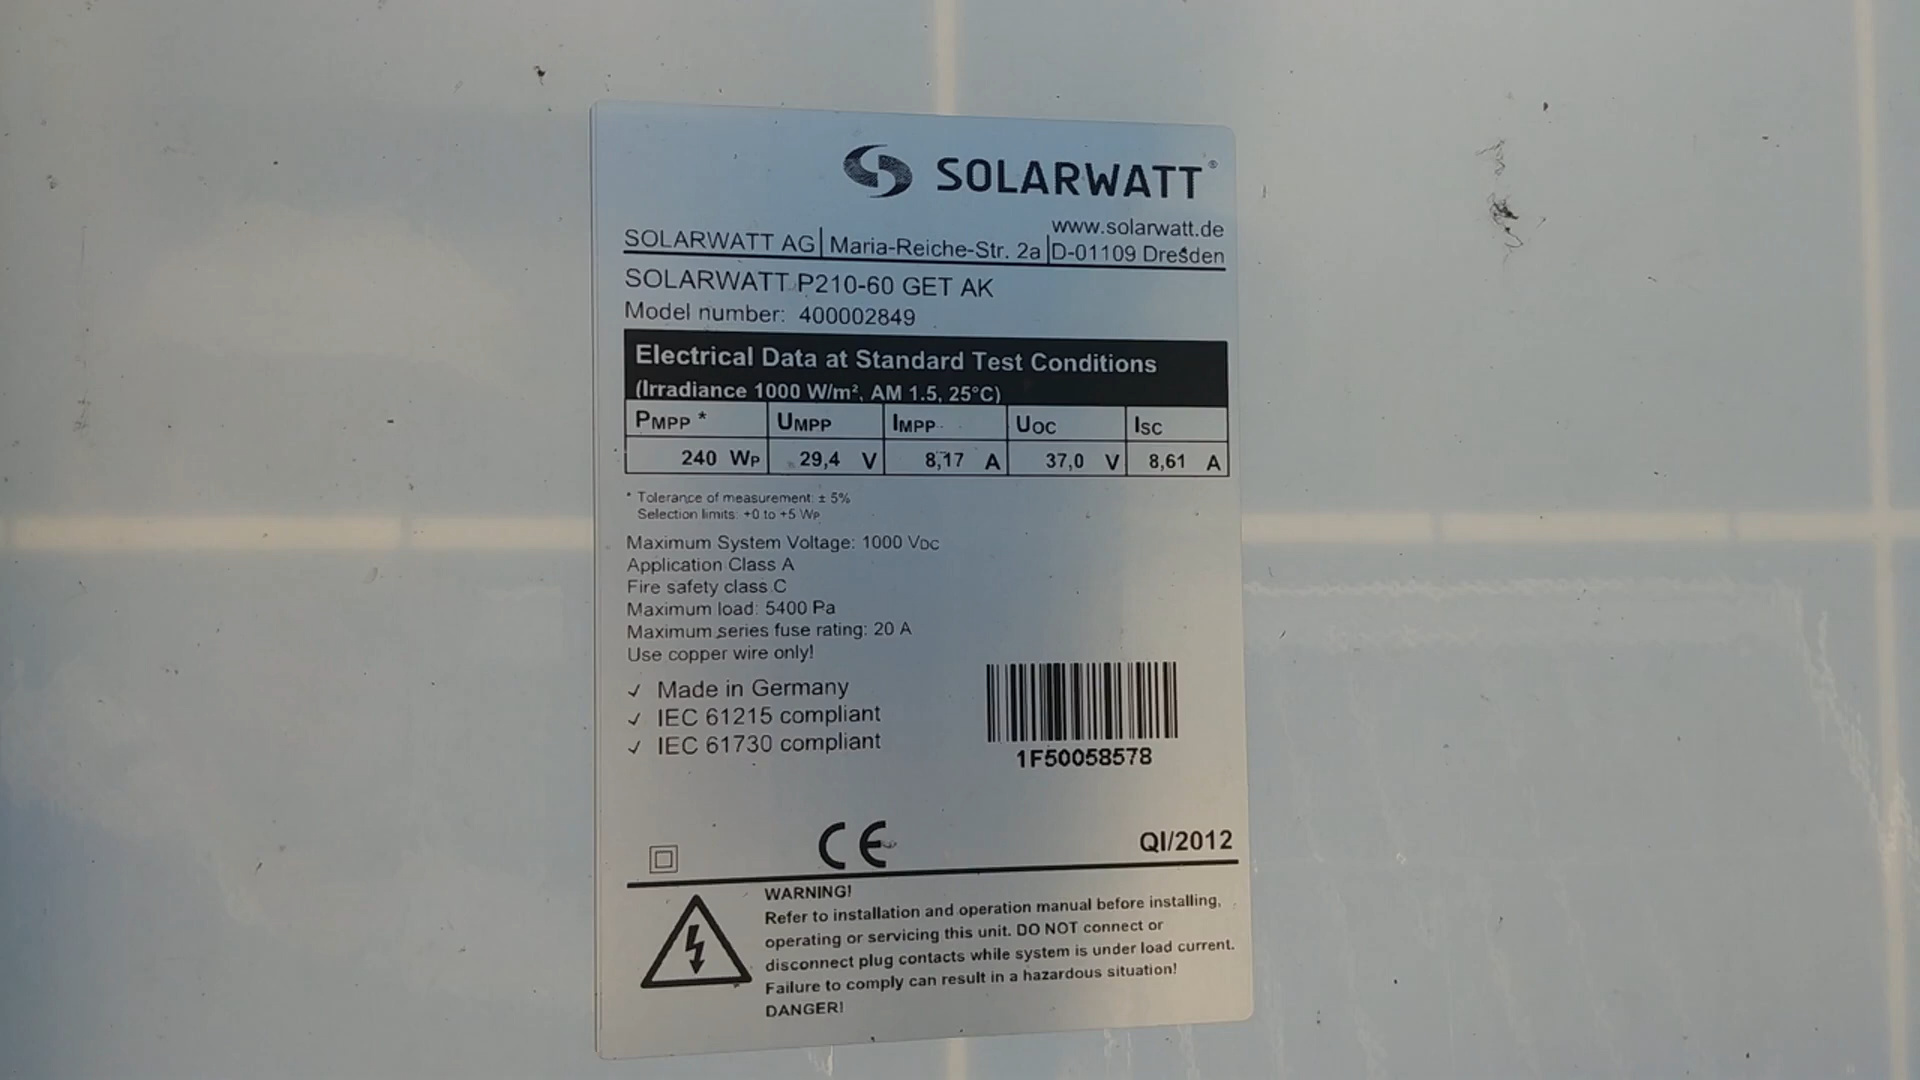 SOLARWATT®
www.solarwatt.de
SOLARWATT AG| Maria-Reiche-Str. 2a |D-01109 Dresden
SOLARWATT P210-60 GET AK
Model number: 400002849
Electrical Data at Standard Test Conditions
(Irradiance 1000 W/m², AM 1.5, 25°C)
PMPP * UMPP IMPP UOC ISC
240 WP 29,4 V 8,17 A 37,0 V 8,61 A
* Tolerance of measurement: ± 5%
Selection limits: +0 to +5 WP
Maximum System Voltage: 1000 VDC
Application Class A
Fire safety class C
Maximum load: 5400 Pa
Maximum series fuse rating: 20 A
Use copper wire only!
✓ Made in Germany
✓ IEC 61215 compliant
✓ IEC 61730 compliant
1F50058578
CE
QI/2012
WARNING!
Refer to installation and operation manual before installing,
operating or servicing this unit. DO NOT connect or
disconnect plug contacts while system is under load current.
Failure to comply can result in a hazardous situation!
DANGER!